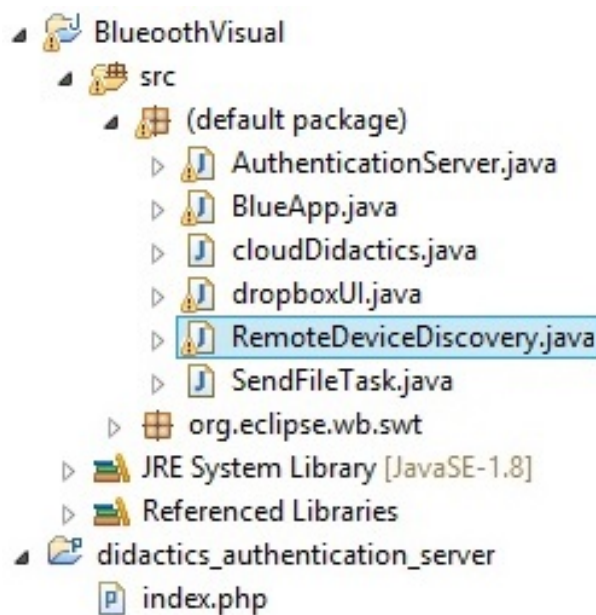 BlueoothVisual
src
(default package)
AuthenticationServer.java
BlueApp.java
cloudDidactics.java
dropboxUI.java
RemoteDeviceDiscovery.java
SendFileTask.java
org.eclipse.wb.swt
JRE System Library [JavaSE-1.8]
Referenced Libraries
didactics_authentication_server
index.php